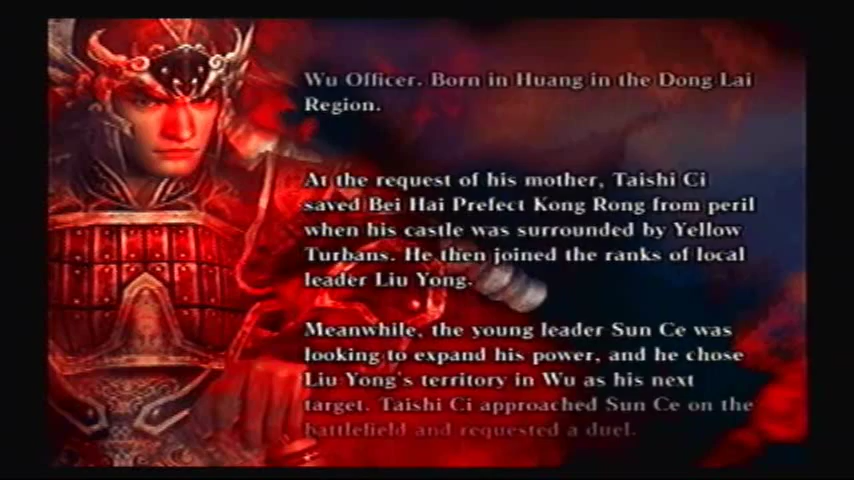 Wu Officer. Born in Huang in the Dong Lai
Region.
At the request of his mother, Taishi Ci
saved Bei Hai Prefect Kong Rong from peril
when his castle was surrounded by Yellow
Turbans. He then joined the ranks of local
leader Liu Yong.
Meanwhile, the young leader Sun Ce was
looking to expand his power, and he chose
Liu Yong's territory in Wu as his next
target. Taishi Ci approached Sun Ce on the
battlefield and requested a duel.